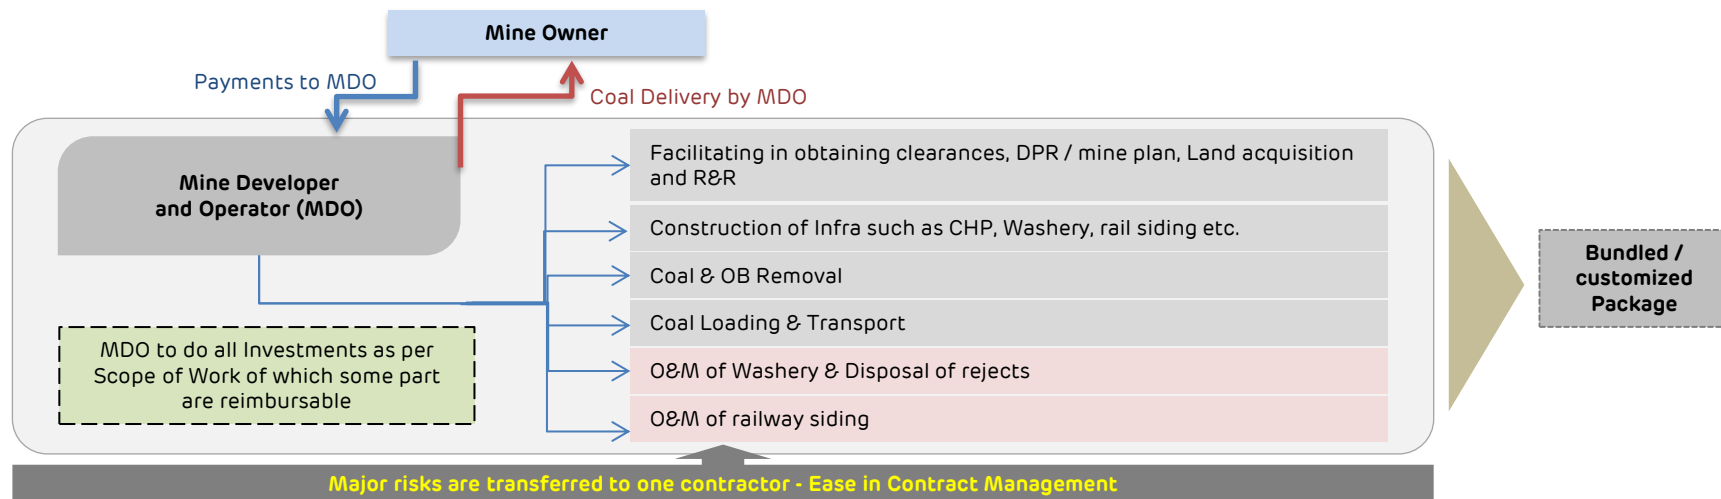 Mine Owner
Payments to MDO
Coal Delivery by MDO
Mine Developer
and Operator (MDO)
Facilitating in obtaining clearances, DPR / mine plan, Land acquisition
and R&R
Construction of Infra such as CHP, Washery, rail siding etc.
Coal & OB Removal
Coal Loading & Transport
O&M of Washery & Disposal of rejects
O&M of railway siding
MDO to do all Investments as per
Scope of Work of which some part
are reimbursable
Bundled /
customized
Package
Major risks are transferred to one contractor - Ease in Contract Management